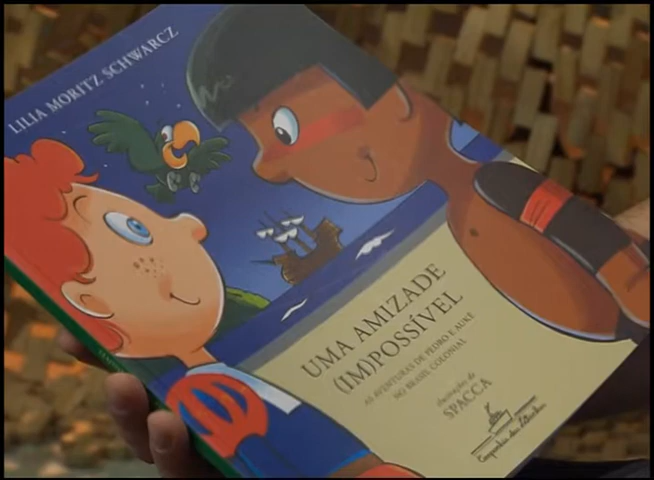 LILIA MORITZ SCHWARCZ
UMA AMIZADE
(IM)POSSÍVEL
AS AVENTURAS DE PEDRO E AUKÊ
NO BRASIL COLONIAL
ilustrações de
SPACCA
Companhia das Letrinhas